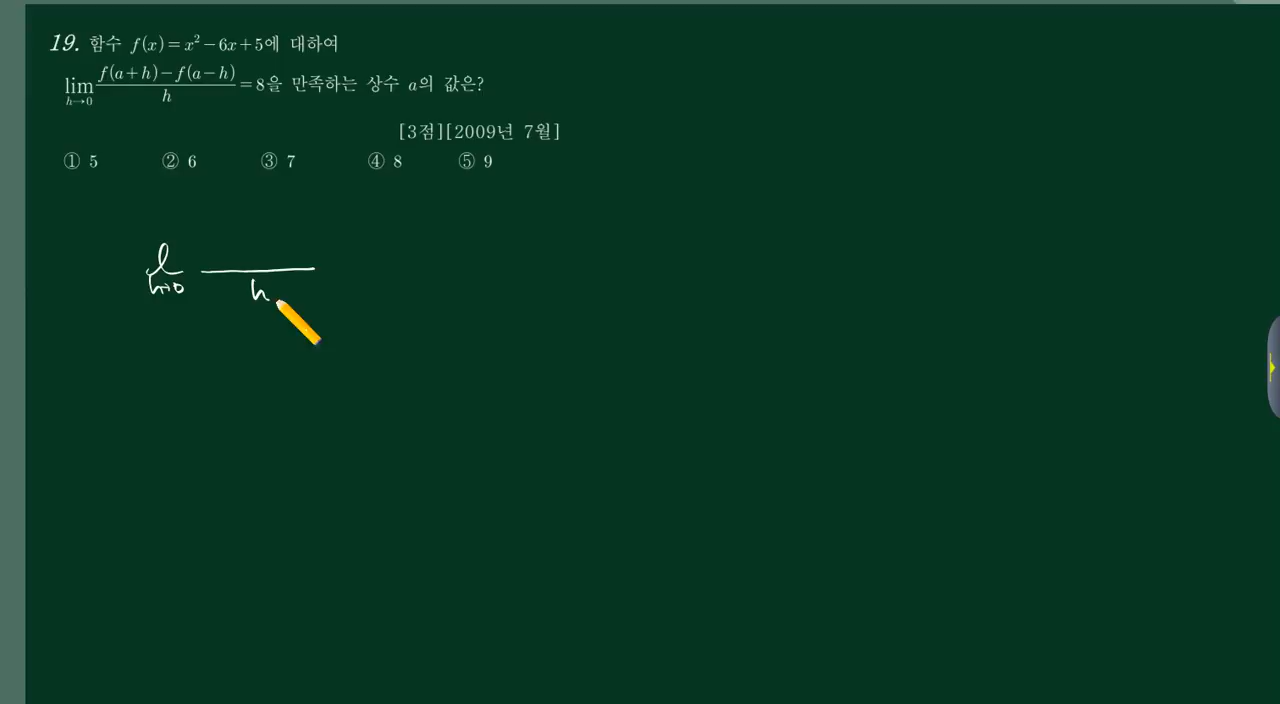 19. 함수 f(x)=x²-6x+5에 대하여
lim h→0 f(a+h)-f(a-h) / h =8을 만족하는 상수 a의 값은?
[3점][2009년 7월]
① 5 ② 6 ③ 7 ④ 8 ⑤ 9
l
h→0 h